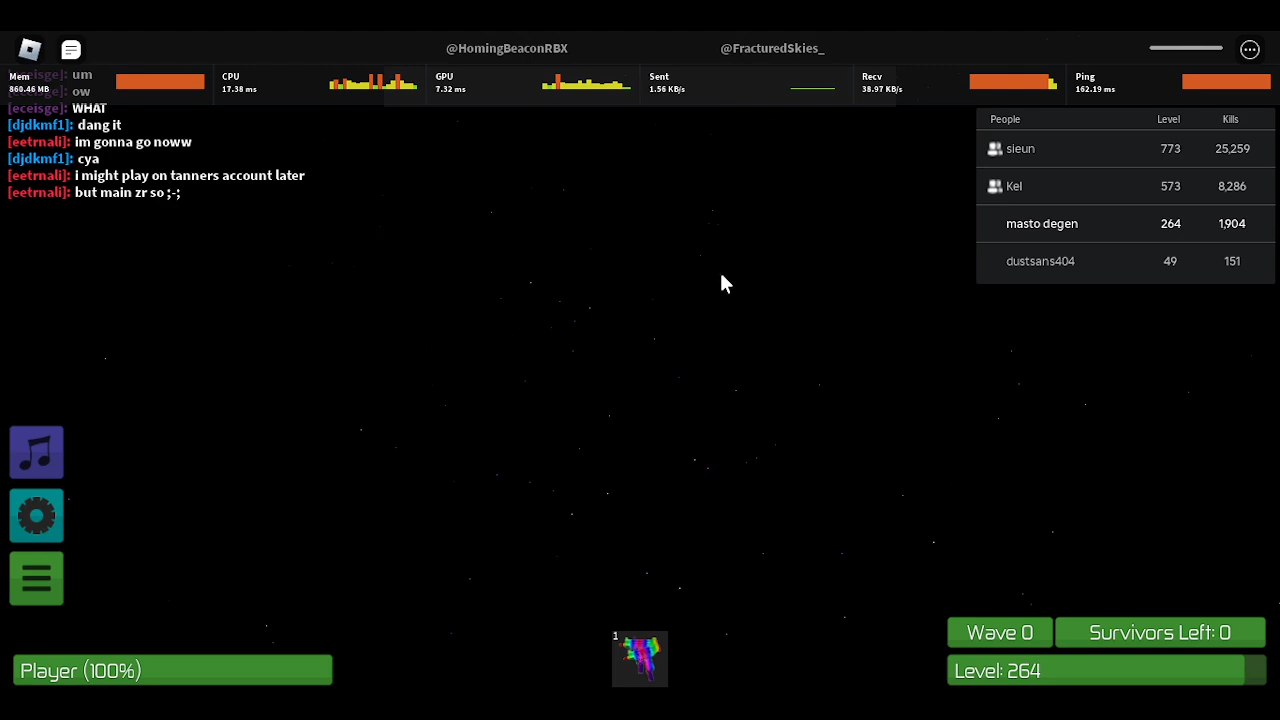 @HomingBeaconRBX @FracturedSkies_
Mem CPU GPU Sent Recv Ping
860.46 MB 17.38 ms 7.32 ms 1.56 KB/s 38.97 KB/s 162.19 ms
[eceisge]: um
[eceisge]: ow
[eceisge]: WHAT
[djdkmf1]: dang it
[eetrnali]: im gonna go noww
[djdkmf1]: cya
[eetrnali]: i might play on tanners account later
[eetrnali]: but main zr so ;-;
People Level Kills
sieun 773 25,259
Kel 573 8,286
masto degen 264 1,904
dustsans404 49 151
1
Wave 0 Survivors Left: 0
Player (100%) Level: 264